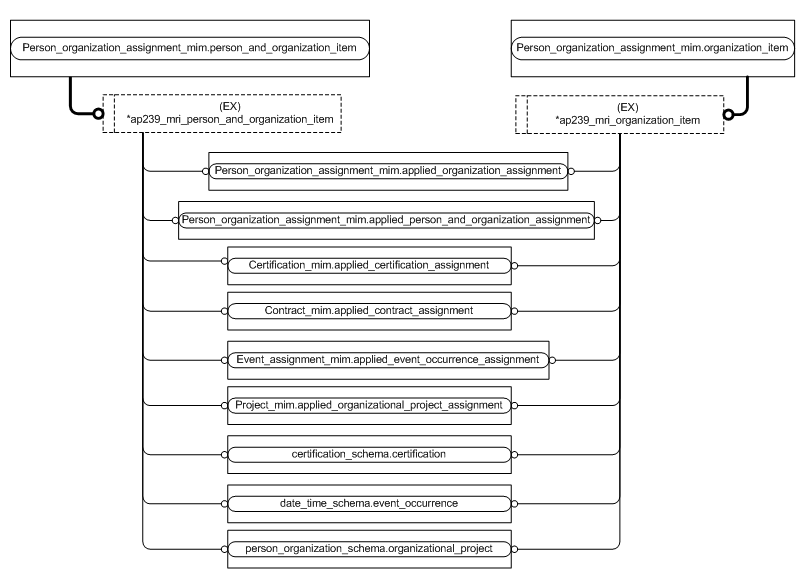 Person_organization_assignment_mim.person_and_organization_item
Person_organization_assignment_mim.organization_item
(EX)
*ap239_mri_person_and_organization_item
(EX)
*ap239_mri_organization_item
Person_organization_assignment_mim.applied_organization_assignment
Person_organization_assignment_mim.applied_person_and_organization_assignment
Certification_mim.applied_certification_assignment
Contract_mim.applied_contract_assignment
Event_assignment_mim.applied_event_occurrence_assignment
Project_mim.applied_organizational_project_assignment
certification_schema.certification
date_time_schema.event_occurrence
person_organization_schema.organizational_project